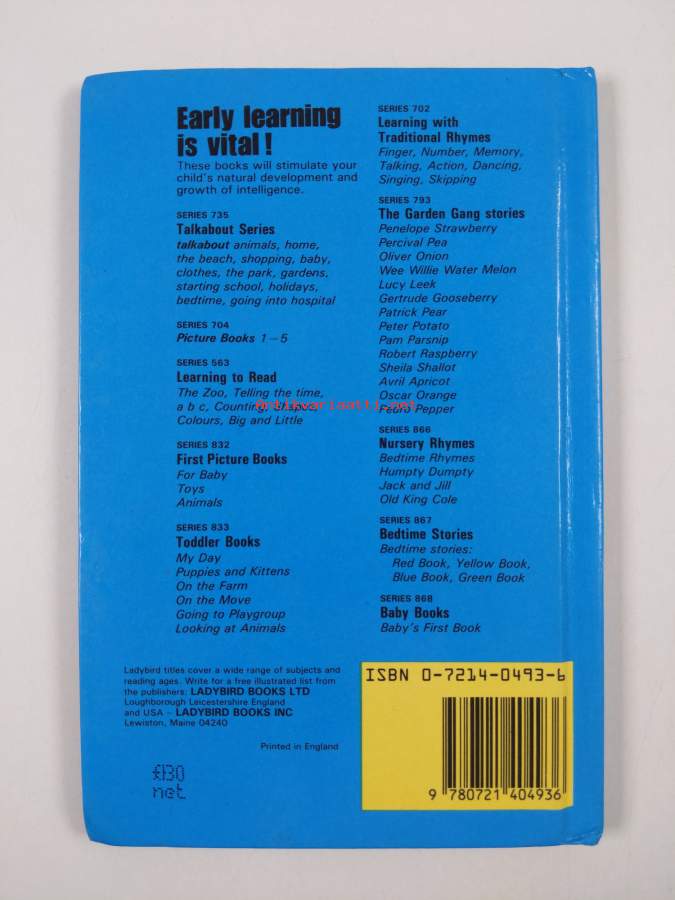 Early learning
is vital!
These books will stimulate your
child's natural development and
growth of intelligence.
SERIES 735
Talkabout Series
talkabout animals, home,
the beach, shopping, baby,
clothes, the park, gardens,
starting school, holidays,
bedtime, going into hospital
SERIES 704
Picture Books 1–5
SERIES 563
Learning to Read
The Zoo, Telling the time,
a b c, Counting
Colours, Big and Little
SERIES 832
First Picture Books
For Baby
Toys
Animals
SERIES 833
Toddler Books
My Day
Puppies and Kittens
On the Farm
On the Move
Going to Playgroup
Looking at Animals
SERIES 702
Learning with
Traditional Rhymes
Finger, Number, Memory,
Talking, Action, Dancing,
Singing, Skipping
SERIES 793
The Garden Gang stories
Penelope Strawberry
Percival Pea
Oliver Onion
Wee Willie Water Melon
Lucy Leek
Gertrude Gooseberry
Patrick Pear
Peter Potato
Pam Parsnip
Robert Raspberry
Sheila Shallot
Avril Apricot
Oscar Orange
Pedro Pepper
SERIES 866
Nursery Rhymes
Bedtime Rhymes
Humpty Dumpty
Jack and Jill
Old King Cole
SERIES 867
Bedtime Stories
Bedtime stories:
Red Book, Yellow Book,
Blue Book, Green Book
SERIES 868
Baby Books
Baby's First Book
Ladybird titles cover a wide range of subjects and
reading ages. Write for a free illustrated list from
the publishers: LADYBIRD BOOKS LTD
Loughborough Leicestershire England
and USA – LADYBIRD BOOKS INC
Lewiston, Maine 04240
Printed in England
£1.30
net
ISBN 0-7214-0493-6
9 780721 404936
antikvariaatti.net